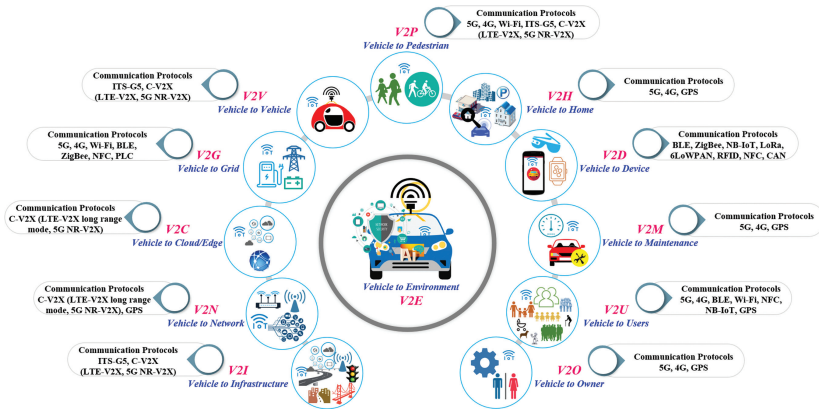 V2P
Vehicle to Pedestrian
Communication Protocols
5G, 4G, Wi-Fi, ITS-G5, C-V2X
(LTE-V2X, 5G NR-V2X)
Communication Protocols
ITS-G5, C-V2X
(LTE-V2X, 5G NR-V2X)
V2V
Vehicle to Vehicle
V2H
Vehicle to Home
Communication Protocols
5G, 4G, GPS
Communication Protocols
5G, 4G, Wi-Fi, BLE,
ZigBee, NFC, PLC
V2G
Vehicle to Grid
V2D
Vehicle to Device
Communication Protocols
BLE, ZigBee, NB-IoT, LoRa,
6LoWPAN, RFID, NFC, CAN
Communication Protocols
C-V2X (LTE-V2X long range
mode, 5G NR-V2X)
V2C
Vehicle to Cloud/Edge
V2M
Vehicle to Maintenance
Communication Protocols
5G, 4G, GPS
AI
Vehicle to Environment
V2E
Communication Protocols
C-V2X (LTE-V2X long range
mode, 5G NR-V2X), GPS
V2N
Vehicle to Network
V2U
Vehicle to Users
Communication Protocols
5G, 4G, BLE, Wi-Fi, NFC,
NB-IoT, GPS
Communication Protocols
ITS-G5, C-V2X
(LTE-V2X, 5G NR-V2X)
V2I
Vehicle to Infrastructure
V2O
Vehicle to Owner
Communication Protocols
5G, 4G, GPS
P